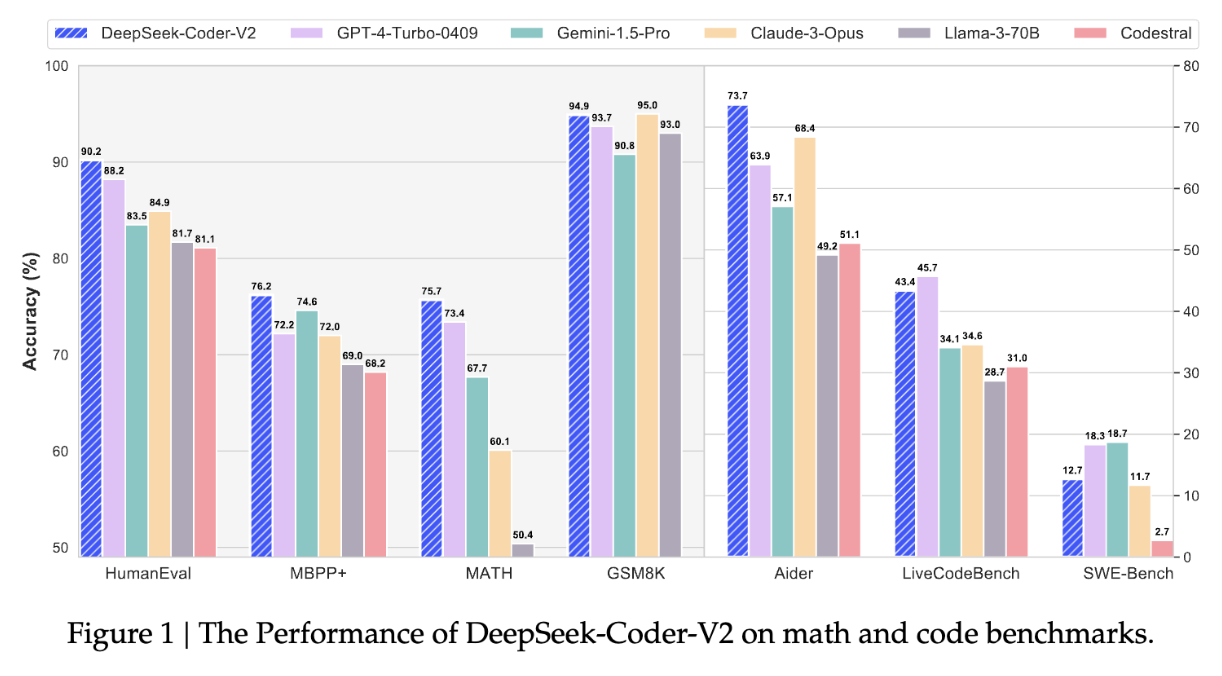 DeepSeek-Coder-V2 GPT-4-Turbo-0409 Gemini-1.5-Pro Claude-3-Opus Llama-3-70B Codestral
Accuracy (%)
100
90
80
70
60
50
90.2 88.2 83.5 84.9 81.7 81.1
76.2 72.2 74.6 72.0 69.0 68.2
75.7 73.4 67.7 60.1 50.4
94.9 93.7 90.8 95.0 93.0
73.7 63.9 57.1 68.4 49.2 51.1
43.4 45.7 34.1 34.6 28.7 31.0
12.7 18.3 18.7 11.7 2.7
80
70
60
50
40
30
20
10
0
HumanEval MBPP+ MATH GSM8K Aider LiveCodeBench SWE-Bench
Figure 1 | The Performance of DeepSeek-Coder-V2 on math and code benchmarks.